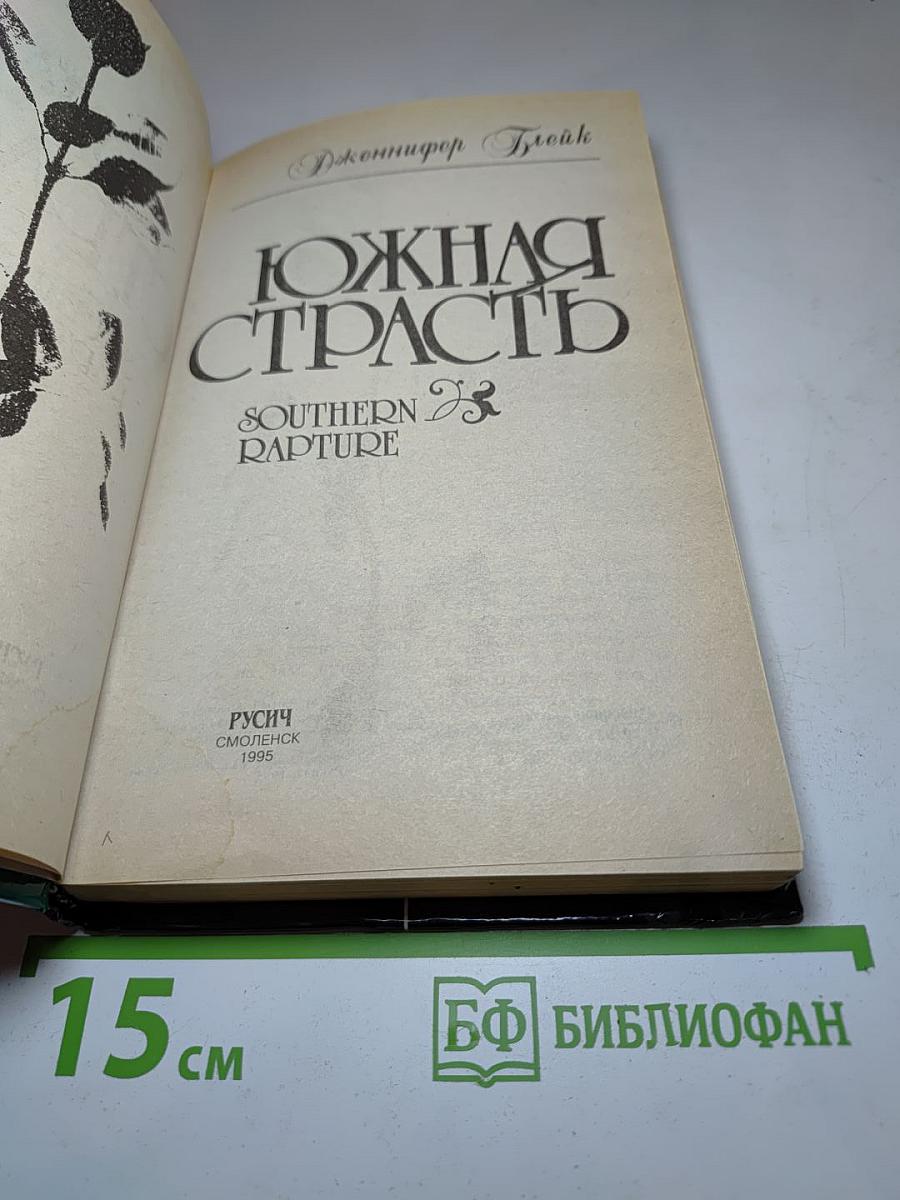 Дженнифер Блейк
ЮЖНАЯ
СТРАСТЬ
SOUTHERN
RAPTURE
РУСИЧ
СМОЛЕНСК
1995
15 см
БФ БИБЛИОФАН